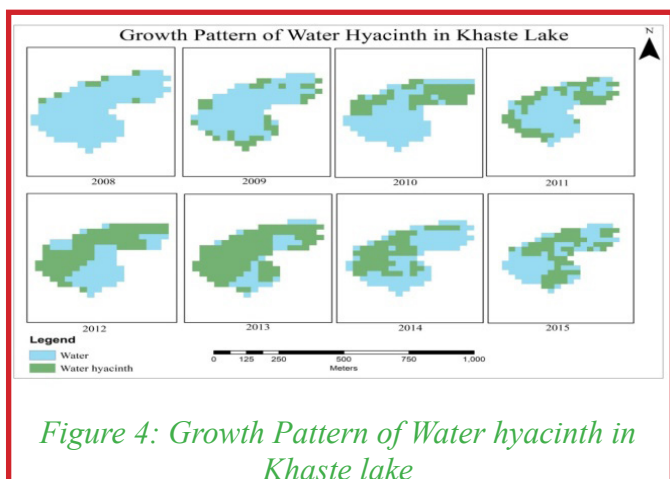 Growth Pattern of Water Hyacinth in Khaste Lake
N
2008 2009 2010 2011
2012 2013 2014 2015
Legend
Water
Water hyacinth
0 125 250 500 750 1,000
Meters
Figure 4: Growth Pattern of Water hyacinth in
Khaste lake